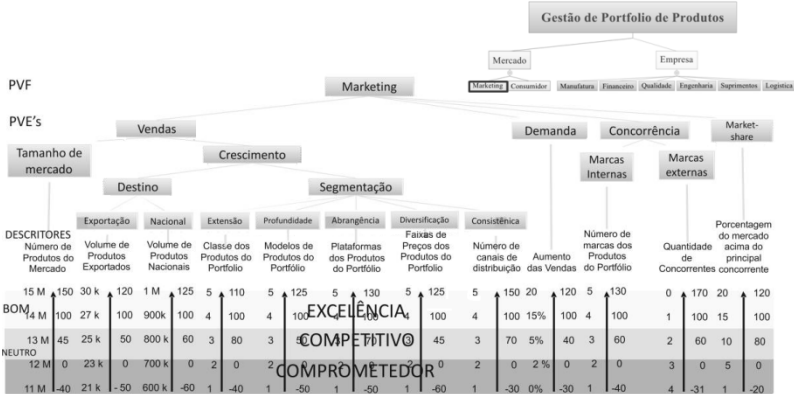 Gestão de Portfolio de Produtos
Mercado
Empresa
Marketing
Consumidor
Manufatura
Financeiro
Qualidade
Engenharia
Suprimentos
Logística
PVF
Marketing
PVE's
Vendas
Demanda
Concorrência
Market-
share
Tamanho de
mercado
Crescimento
Marcas
Internas
Marcas
externas
Destino
Segmentação
Exportação
Nacional
Extensão
Profundidade
Abrangência
Diversificação
Consistênica
DESCRITORES
Número de
Produtos do
Mercado
Volume de
Produtos
Exportados
Volume de
Produtos
Nacionais
Classe dos
Produtos do
Portfolio
Modelos de
Produtos do
Portfólio
Plataformas
dos Produtos
do Portfólio
Faixas de
Preços dos
Produtos do
Portfólio
Número de
canais de
distribuição
Aumento
das Vendas
Número de
marcas dos
Produtos
do Portfólio
Quantidade
de
Concorrentes
Porcentagem
do mercado
acima do
principal
concorrente
15 M 150 30 k 120 1 M 125 5 110 5 125 5 130 5 125 5 150 20 120 5 130 0 170 20 120
BOM
EXCELÊNCIA
14 M 100 27 k 100 900k 100 4 100 4 100 4 100 4 100 4 100 15% 100 4 100 1 100 15 100
COMPETITIVO
13 M 45 25 k 50 800 k 60 3 80 3 50 70 3 45 3 70 5% 40 3 60 2 60 10 80
NEUTRO
12 M 0 23 k 0 700 k 0 2 0 2 0 2 0 2 0 2 % 0 2 0 3 0 5 0
COMPROMETEDOR
11 M -40 21 k - 50 600 k -60 1 -40 1 -50 1 -50 1 -60 1 -30 0% -30 1 -40 4 -31 1 -20